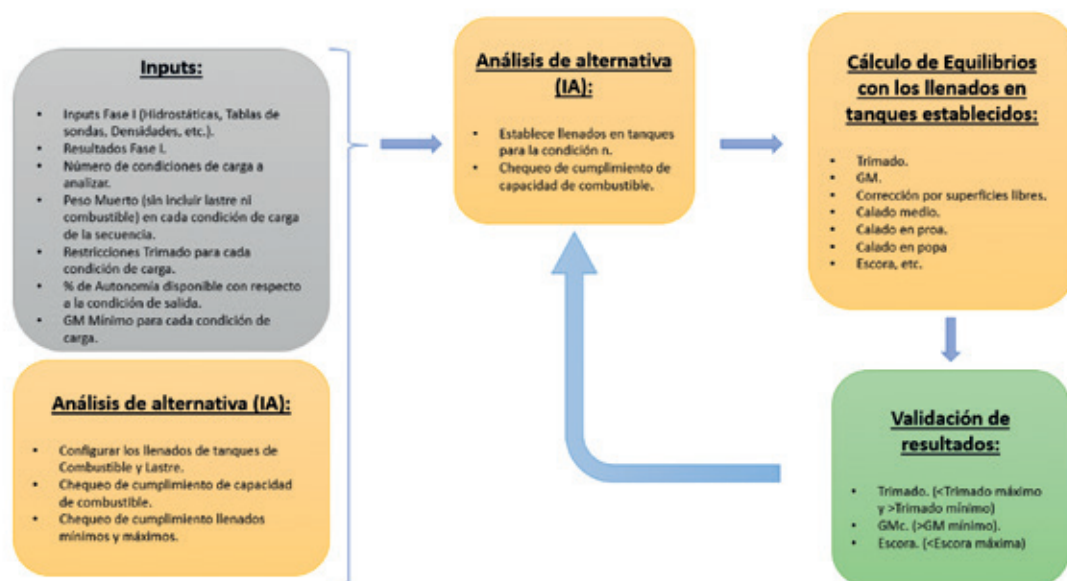 Inputs:
• Inputs Fase I (Hidrostáticas, Tablas de
sondas, Densidades, etc.).
• Resultados Fase I.
• Número de condiciones de carga a
analizar.
• Peso Muerto (sin incluir lastre ni
combustible) en cada condición de carga
de la secuencia.
• Restricciones Trimado para cada
condición de carga.
• % de Autonomía disponible con respecto
a la condición de salida.
• GM Mínimo para cada condición de
carga.
Análisis de alternativa (IA):
• Configurar los llenados de tanques de
Combustible y Lastre.
• Chequeo de cumplimiento de capacidad
de combustible.
• Chequeo de cumplimiento llenados
mínimos y máximos.
Análisis de alternativa
(IA):
• Establece llenados en tanques
para la condición n.
• Chequeo de cumplimiento de
capacidad de combustible.
Cálculo de Equilibrios
con los llenados en
tanques establecidos:
• Trimado.
• GM.
• Corrección por superficies libres.
• Calado medio.
• Calado en proa.
• Calado en popa
• Escora, etc.
Validación de
resultados:
• Trimado. (<Trimado máximo
y >Trimado mínimo)
• GMc. (>GM mínimo).
• Escora. (<Escora máxima)